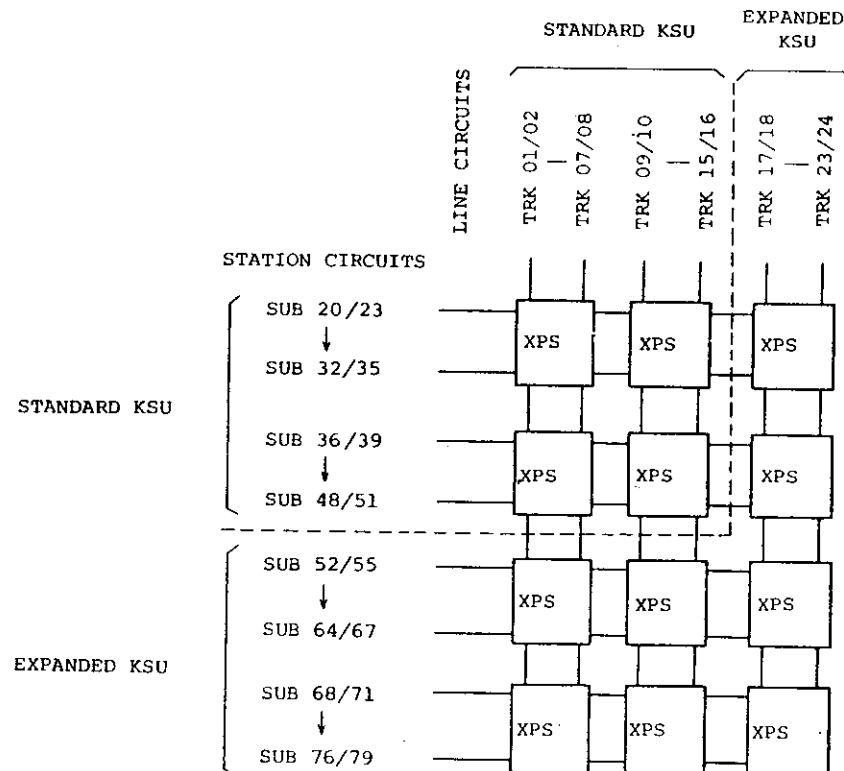 STANDARD KSU
EXPANDED
KSU
LINE CIRCUITS
TRK 01/02
TRK 07/08
TRK 09/10
TRK 15/16
TRK 17/18
TRK 23/24
STATION CIRCUITS
STANDARD KSU
SUB 20/23
SUB 32/35
XPS XPS XPS
SUB 36/39
SUB 48/51
XPS XPS XPS
EXPANDED KSU
SUB 52/55
SUB 64/67
XPS XPS XPS
SUB 68/71
SUB 76/79
XPS XPS XPS